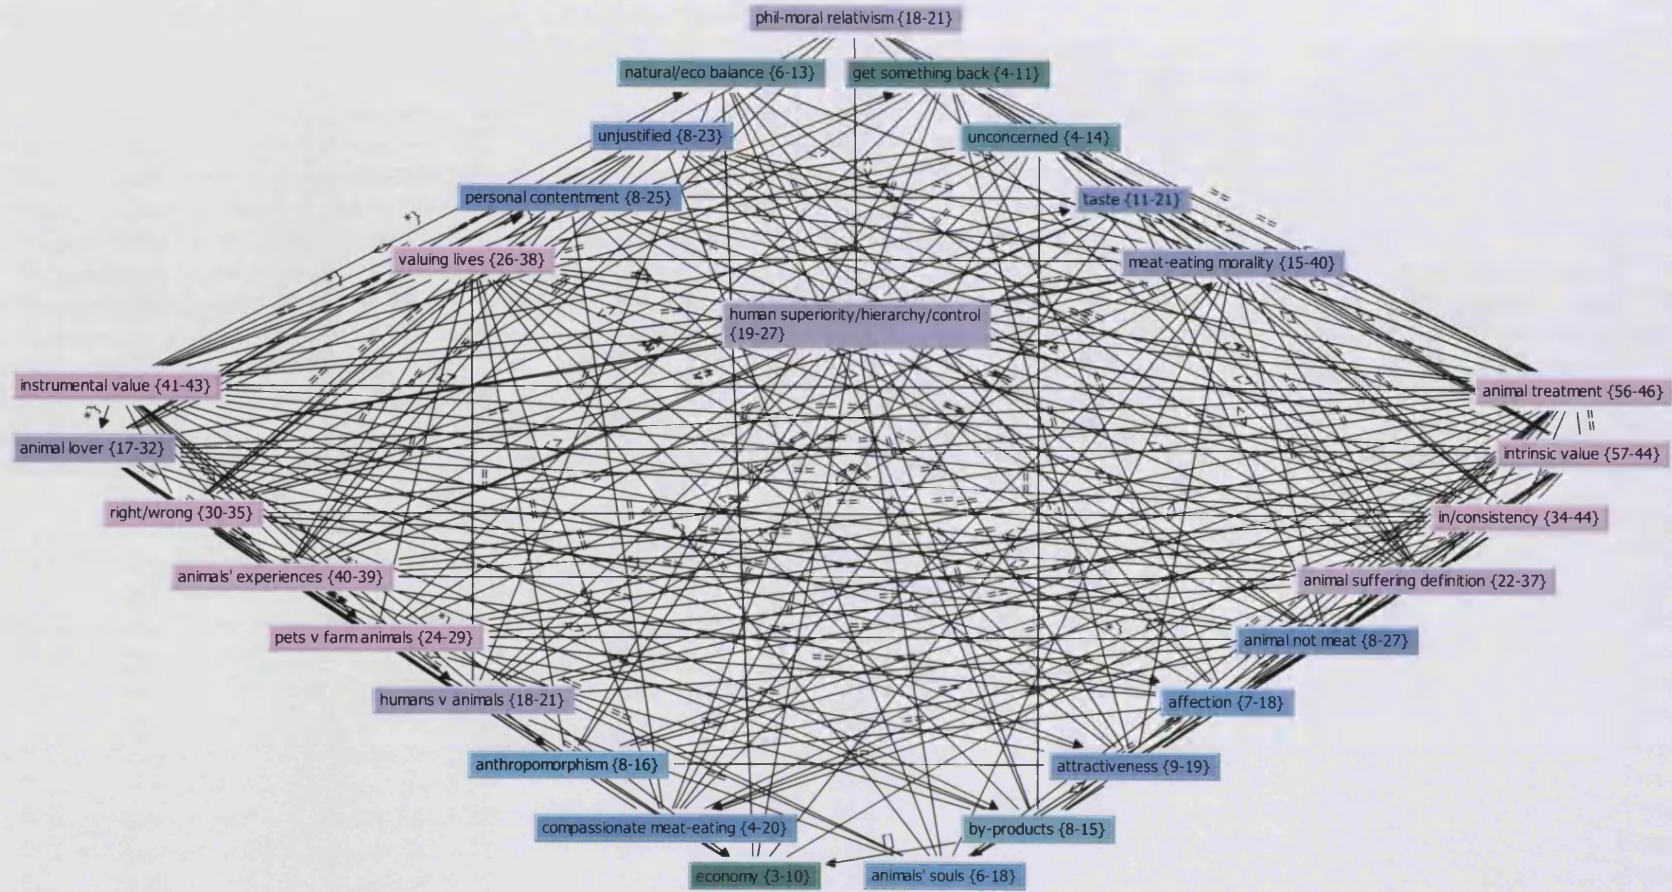 phil-moral relativism {18-21}
natural/eco balance {6-13}
get something back {4-11}
unjustified {8-23}
unconcerned {4-14}
personal contentment {8-25}
taste {11-21}
valuing lives {26-38}
meat-eating morality {15-40}
human superiority/hierarchy/control
{19-27}
instrumental value {41-43}
animal treatment {56-46}
animal lover {17-32}
intrinsic value {57-44}
right/wrong {30-35}
in/consistency {34-44}
animals' experiences {40-39}
animal suffering definition {22-37}
pets v farm animals {24-29}
animal not meat {8-27}
humans v animals {18-21}
affection {7-18}
anthropomorphism {8-16}
attractiveness {9-19}
compassionate meat-eating {4-20}
by-products {8-15}
economy {3-10}
animals' souls {6-18}